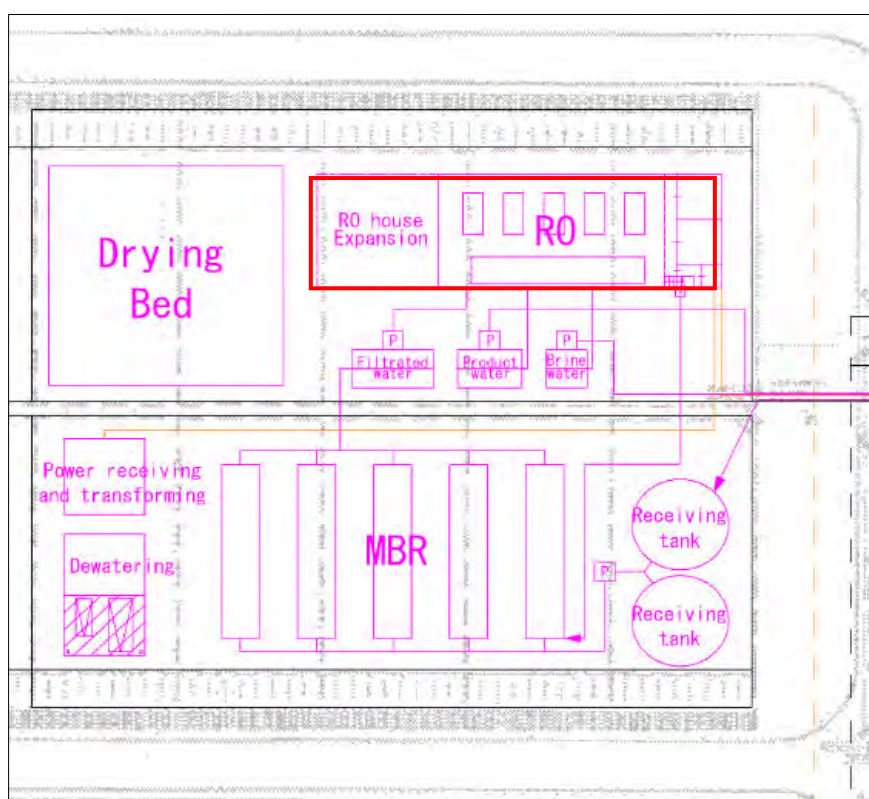 Drying
Bed
RO house
Expansion
RO
P
P
P
Filtrated
water
Product
water
Brine
water
Power receiving
and transforming
Dewatering
MBR
P
Receiving
tank
Receiving
tank